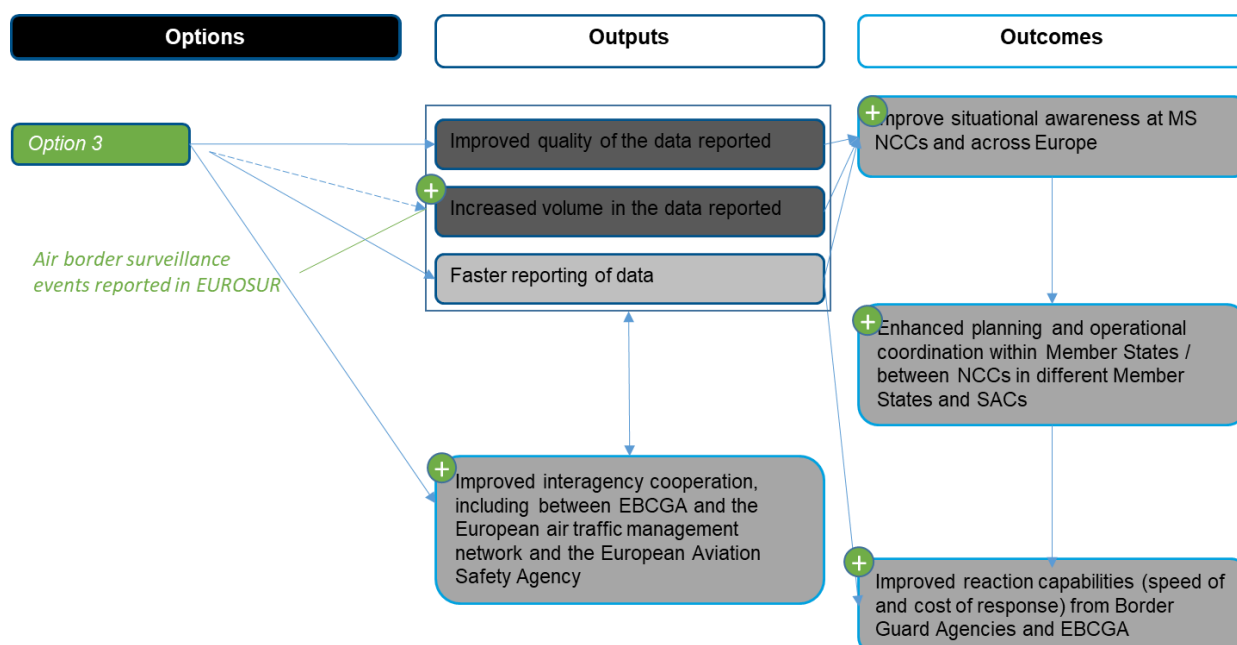 Options
Outputs
Outcomes
Option 3
Improved quality of the data reported
Increased volume in the data reported
Faster reporting of data
Air border surveillance
events reported in EUROSUR
Improved interagency cooperation,
including between EBCGA and the
European air traffic management
network and the European Aviation
Safety Agency
Improve situational awareness at MS
NCCs and across Europe
Enhanced planning and operational
coordination within Member States /
between NCCs in different Member
States and SACs
Improved reaction capabilities (speed of
and cost of response) from Border
Guard Agencies and EBCGA